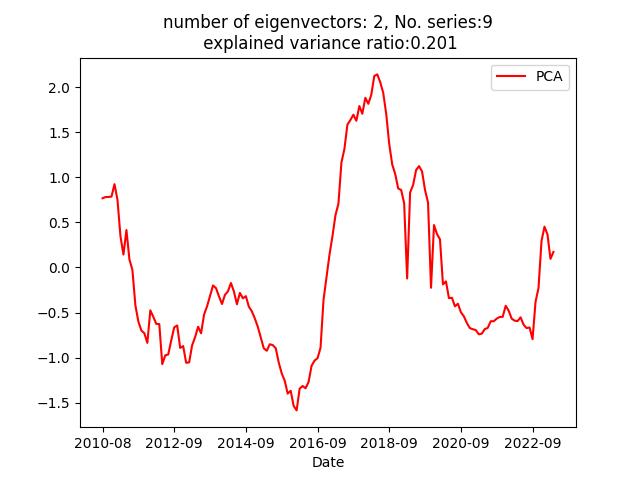 number of eigenvectors: 2, No. series:9
explained variance ratio:0.201
PCA
2.0
1.5
1.0
0.5
0.0
−0.5
−1.0
−1.5
2010-08 2012-09 2014-09 2016-09 2018-09 2020-09 2022-09
Date